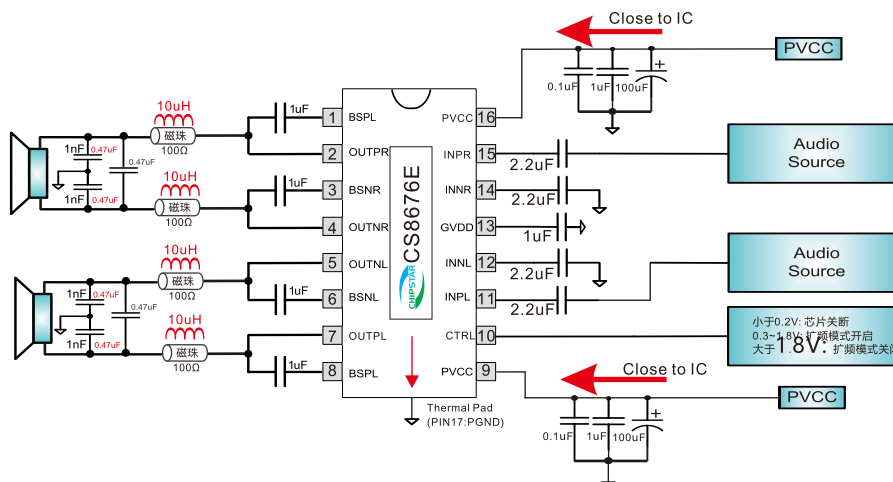 Close to IC
PVCC
0.1uF
1uF
100uF
+
10uH
磁珠
100Ω
1uF
1nF
0.47uF
0.47uF
1nF
0.47uF
10uH
磁珠
100Ω
1uF
10uH
磁珠
100Ω
1uF
1nF
0.47uF
0.47uF
1nF
0.47uF
10uH
磁珠
100Ω
1uF
1 BSPL
2 OUTPR
3 BSNR
4 OUTNR
5 OUTNL
6 BSNL
7 OUTPL
8 BSPL
CS8676E
CHIPSTAR
PVCC 16
INPR 15
INNR 14
GVDD 13
INNL 12
INPL 11
CTRL 10
PVCC 9
2.2uF
2.2uF
1uF
2.2uF
2.2uF
Audio
Source
Audio
Source
小于0.2V: 芯片关断
0.3~1.8V: 扩频模式开启
大于1.8V: 扩频模式关闭
Thermal Pad
(PIN17:PGND)
Close to IC
PVCC
0.1uF
1uF
100uF
+